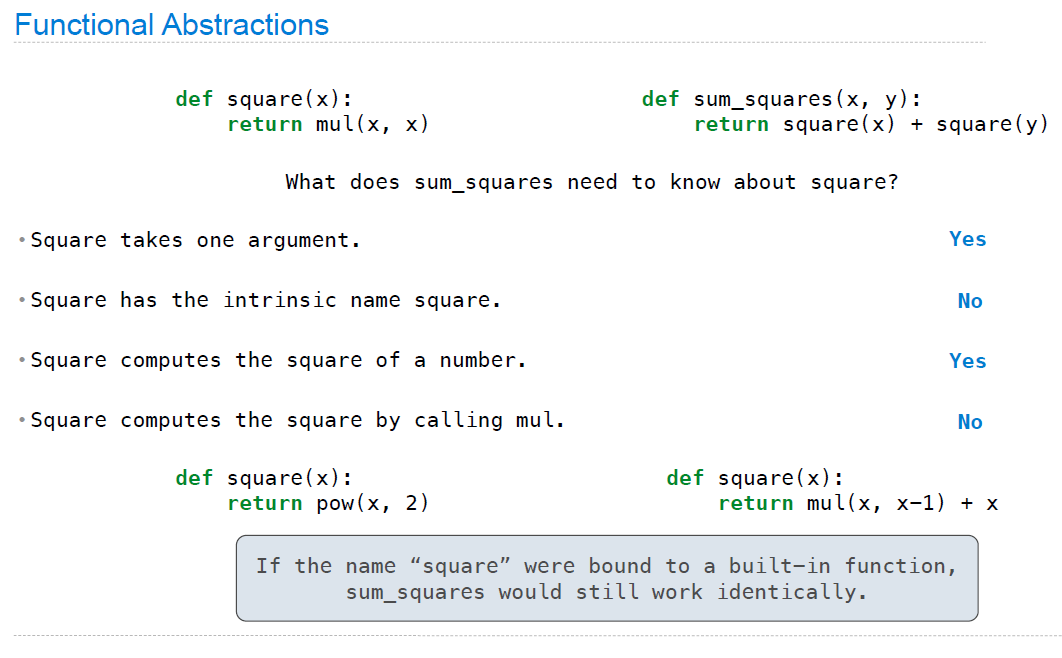 Functional Abstractions
def square(x):
    return mul(x, x)
def sum_squares(x, y):
    return square(x) + square(y)
What does sum_squares need to know about square?
•Square takes one argument. Yes
•Square has the intrinsic name square. No
•Square computes the square of a number. Yes
•Square computes the square by calling mul. No
def square(x):
    return pow(x, 2)
def square(x):
    return mul(x, x-1) + x
If the name “square” were bound to a built-in function,
sum_squares would still work identically.